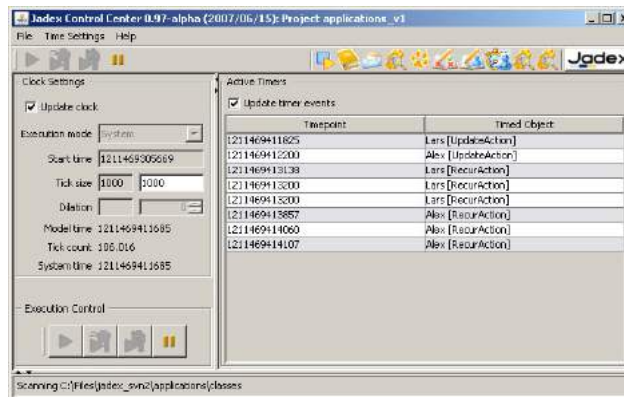 Jadex Control Center 0.97-alpha (2007/06/15): Project applications_v1
File Time Settings Help
Jadex
Clock Settings
Update clock
Execution mode System
Start time 1211469305669
Tick size 1000 1000
Dilation
Model time 1211469411685
Tick count 106.016
System time 1211469411685
Execution Control
Active Timers
Update timer events
Timepoint Timed Object
1211469411825 Lars [UpdateAction]
1211469412200 Alex [UpdateAction]
1211469413138 Lars [RecurAction]
1211469413200 Lars [RecurAction]
1211469413200 Lars [RecurAction]
1211469413857 Alex [RecurAction]
1211469414060 Alex [RecurAction]
1211469414107 Alex [RecurAction]
Scanning C:\Files\jadex_svn2\applications\classes